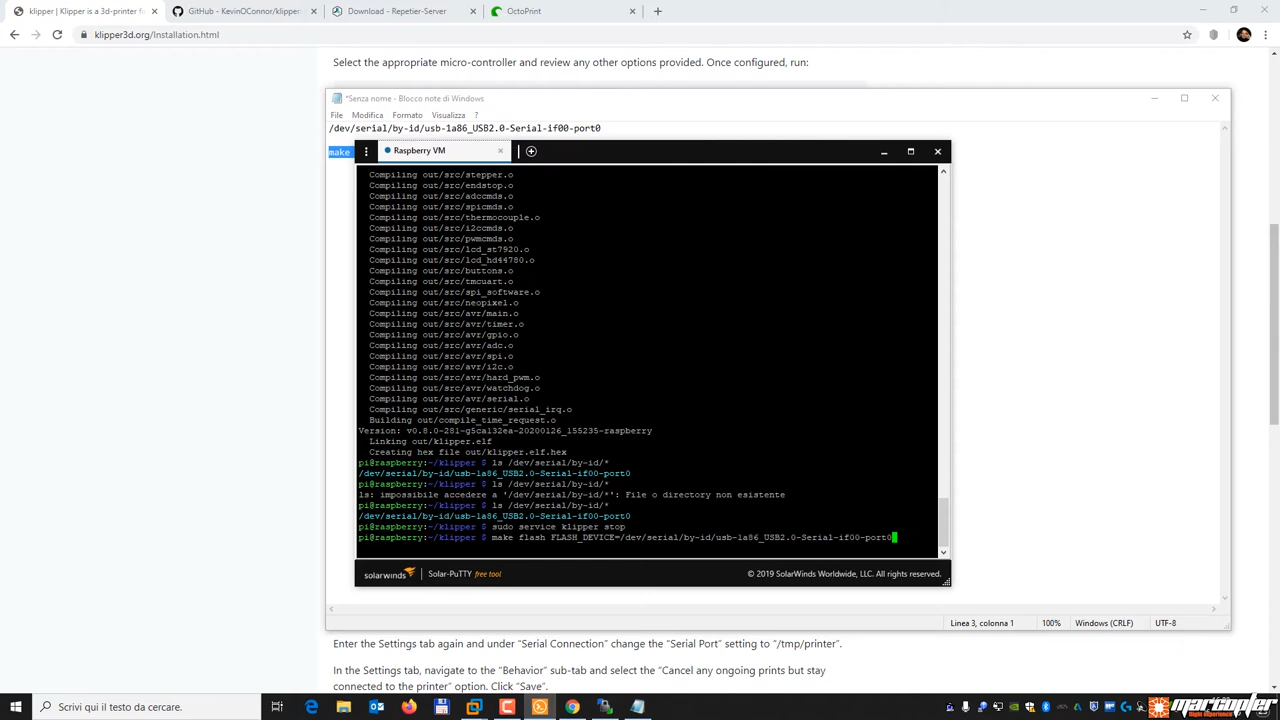 klipper | Klipper is a 3d-printer f
GitHub - KevinOConnor/klipper
Download – Repetier-Server
OctoPrint
klipper3d.org/Installation.html
Select the appropriate micro-controller and review any other options provided. Once configured, run:
*Senza nome - Blocco note di Windows
File Modifica Formato Visualizza ?
/dev/serial/by-id/usb-1a86_USB2.0-Serial-if00-port0
make
Raspberry VM
Compiling out/src/stepper.o
Compiling out/src/endstop.o
Compiling out/src/adccmds.o
Compiling out/src/spicmds.o
Compiling out/src/thermocouple.o
Compiling out/src/i2ccmds.o
Compiling out/src/pwmcmds.o
Compiling out/src/lcd_st7920.o
Compiling out/src/lcd_hd44780.o
Compiling out/src/buttons.o
Compiling out/src/tmcuart.o
Compiling out/src/spi_software.o
Compiling out/src/neopixel.o
Compiling out/src/avr/main.o
Compiling out/src/avr/timer.o
Compiling out/src/avr/gpio.o
Compiling out/src/avr/adc.o
Compiling out/src/avr/spi.o
Compiling out/src/avr/i2c.o
Compiling out/src/avr/hard_pwm.o
Compiling out/src/avr/watchdog.o
Compiling out/src/avr/serial.o
Compiling out/src/generic/serial_irq.o
Building out/compile_time_request.o
Version: v0.8.0-281-g5ca132ea-20200126_155235-raspberry
Linking out/klipper.elf
Creating hex file out/klipper.elf.hex
pi@raspberry:~/klipper $ ls /dev/serial/by-id/*
/dev/serial/by-id/usb-1a86_USB2.0-Serial-if00-port0
pi@raspberry:~/klipper $ ls /dev/serial/by-id/*
ls: impossibile accedere a '/dev/serial/by-id/*': File o directory non esistente
pi@raspberry:~/klipper $ ls /dev/serial/by-id/*
/dev/serial/by-id/usb-1a86_USB2.0-Serial-if00-port0
pi@raspberry:~/klipper $ sudo service klipper stop
pi@raspberry:~/klipper $ make flash FLASH_DEVICE=/dev/serial/by-id/usb-1a86_USB2.0-Serial-if00-port0
solarwinds Solar-PuTTY free tool © 2019 SolarWinds Worldwide, LLC. All rights reserved.
Linea 3, colonna 1 100% Windows (CRLF) UTF-8
Enter the Settings tab again and under “Serial Connection” change the “Serial Port” setting to “/tmp/printer”.
In the Settings tab, navigate to the “Behavior” sub-tab and select the “Cancel any ongoing prints but stay
connected to the printer” option. Click “Save”.
Scrivi qui il testo da cercare.
marcopter